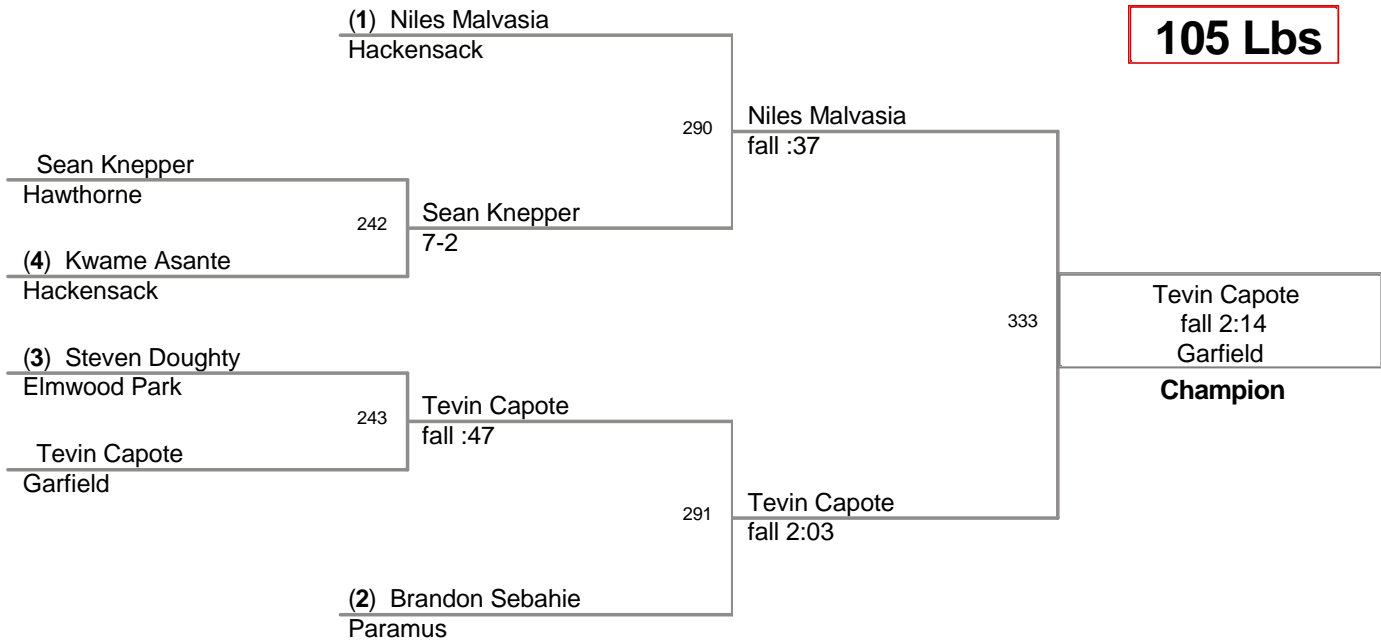 (1) Niles Malvasia
Hackensack
105 Lbs
290
Niles Malvasia
fall :37
Sean Knepper
Hawthorne
242
Sean Knepper
7-2
(4) Kwame Asante
Hackensack
333
Tevin Capote
fall 2:14
Garfield
Champion
(3) Steven Doughty
Elmwood Park
243
Tevin Capote
fall :47
Tevin Capote
Garfield
291
Tevin Capote
fall 2:03
(2) Brandon Sebahie
Paramus